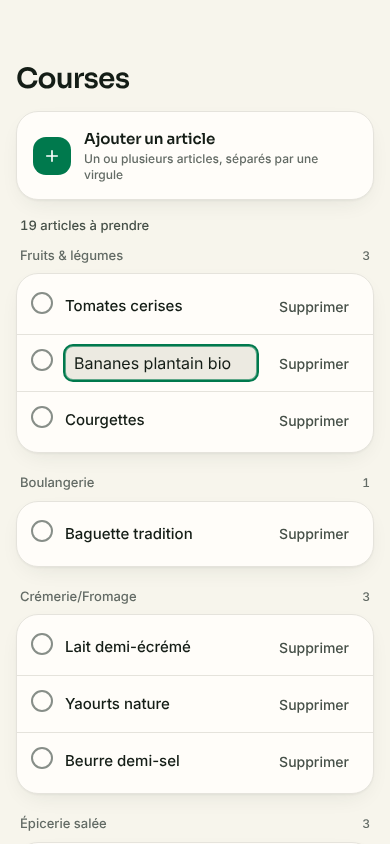 Courses
Ajouter un article
Un ou plusieurs articles, séparés par une
virgule
19 articles à prendre
Fruits & légumes 3
Tomates cerises Supprimer
Bananes plantain bio Supprimer
Courgettes Supprimer
Boulangerie 1
Baguette tradition Supprimer
Crémerie/Fromage 3
Lait demi-écrémé Supprimer
Yaourts nature Supprimer
Beurre demi-sel Supprimer
Épicerie salée 3